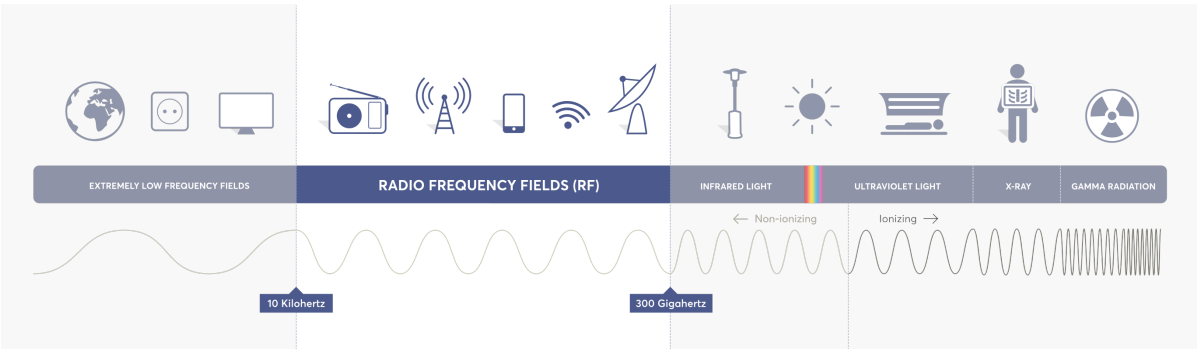 EXTREMELY LOW FREQUENCY FIELDS
RADIO FREQUENCY FIELDS (RF)
INFRARED LIGHT
ULTRAVIOLET LIGHT
X-RAY
GAMMA RADIATION
← Non-ionizing
Ionizing →
10 Kilohertz
300 Gigahertz